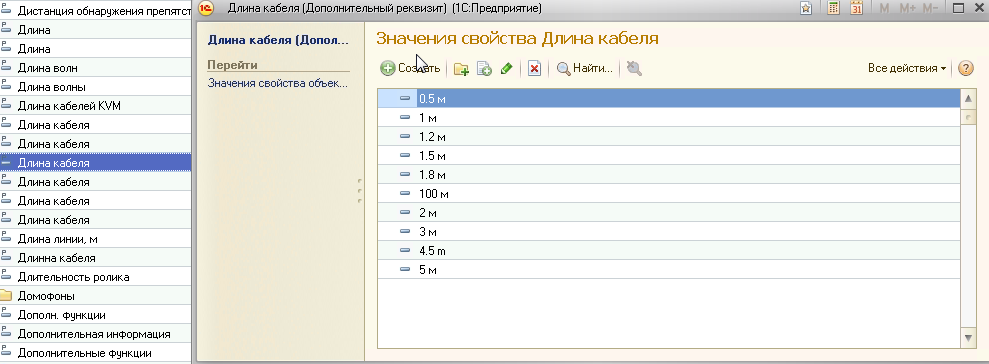 Дистанция обнаружения препятст
Длина
Длина
Длина волн
Длина волны
Длина кабелей KVM
Длина кабеля
Длина кабеля
Длина кабеля
Длина кабеля
Длина кабеля
Длина кабеля
Длина линии, м
Длинна кабеля
Длительность ролика
Домофоны
Дополн. функции
Дополнительная информация
Дополнительные функции
Длина кабеля (Дополнительный реквизит) (1С:Предприятие)
M M+ M-
Длина кабеля (Допол...
Перейти
Значения свойства объек...
Значения свойства Длина кабеля
Создать Найти... Все действия
0.5 м
1 м
1.2 м
1.5 м
1.8 м
100 м
2 м
3 м
4.5 m
5 м